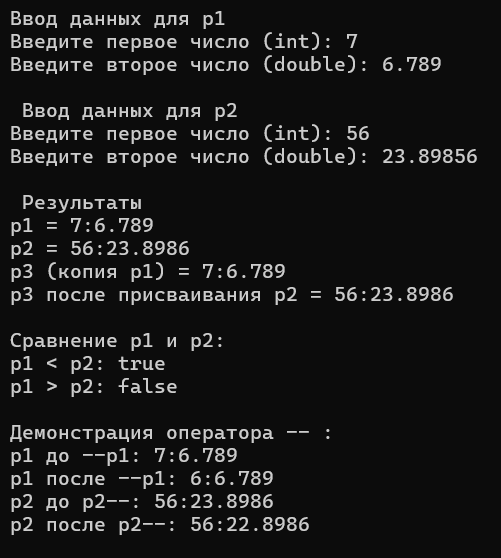 Ввод данных для p1
Введите первое число (int): 7
Введите второе число (double): 6.789
Ввод данных для p2
Введите первое число (int): 56
Введите второе число (double): 23.89856
Результаты
p1 = 7:6.789
p2 = 56:23.8986
p3 (копия p1) = 7:6.789
p3 после присваивания p2 = 56:23.8986
Сравнение p1 и p2:
p1 < p2: true
p1 > p2: false
Демонстрация оператора -- :
p1 до --p1: 7:6.789
p1 после --p1: 6:6.789
p2 до p2--: 56:23.8986
p2 после p2--: 56:22.8986